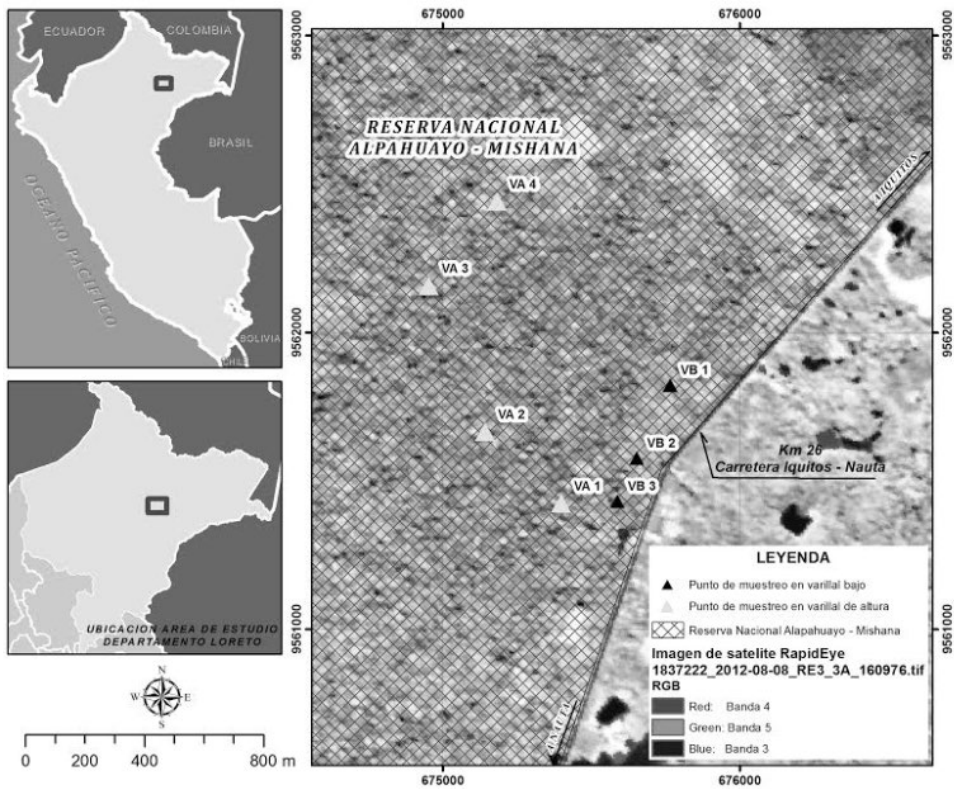 ECUADOR
COLOMBIA
BRASIL
OCEANO PACIFICO
BOLIVIA
CHIL
UBICACION AREA DE ESTUDIO
DEPARTAMENTO LORETO
N
W E
S
0 200 400 800 m
675000 676000
9563000 9563000
RESERVA NACIONAL
ALPAHUAYO - MISHANA
VA 4
A IQUITOS
VA 3
9562000 9562000
VB 1
VA 2
VB 2
Km 26
Carretera Iquitos - Nauta
VA 1
VB 3
9561000 9561000
A NAUTA
LEYENDA
Punto de muestreo en varillal bajo
Punto de muestreo en varillal de altura
Reserva Nacional Alapahuayo - Mishana
Imagen de satelite RapidEye
1837222_2012-08-08_RE3_3A_160976.tif
RGB
Red: Banda 4
Green: Banda 5
Blue: Banda 3
675000 676000